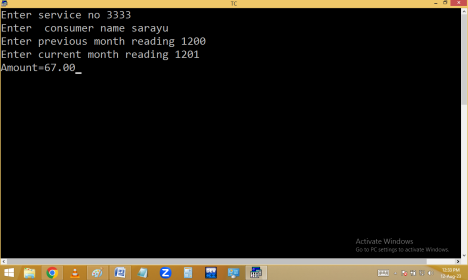 TC
Enter service no 3333
Enter  consumer name sarayu
Enter previous month reading 1200
Enter current month reading 1201
Amount=67.00_
Activate Windows
Go to PC settings to activate Windows.